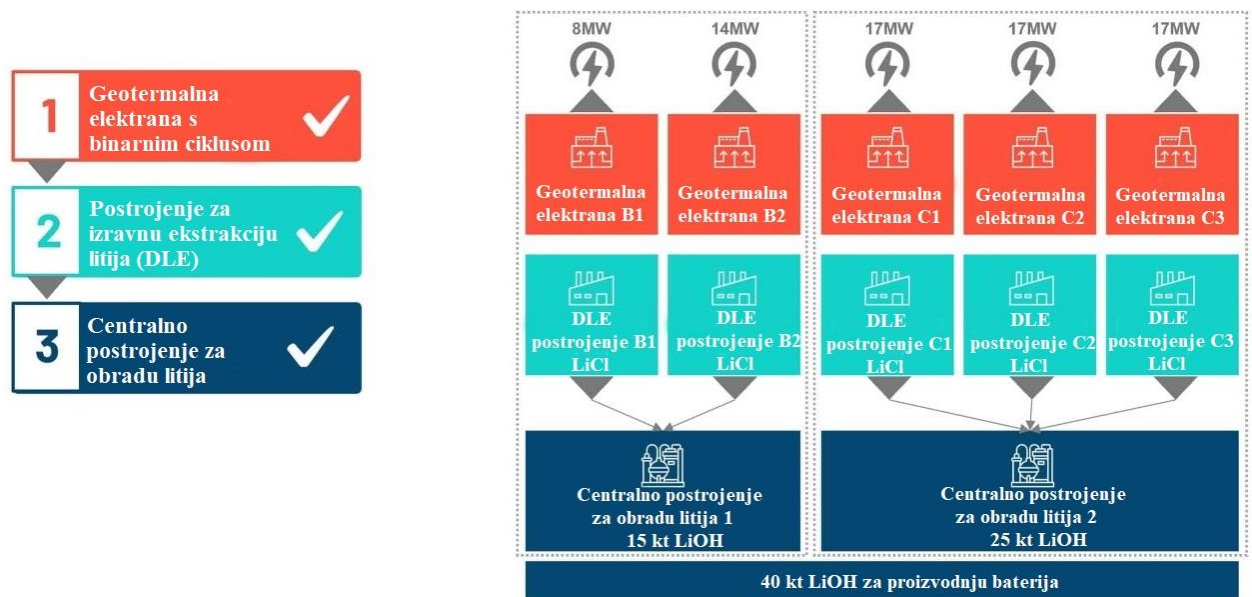 1
Geotermalna
elektrana s
binarnim ciklusom
2
Postrojenje za
izravnu ekstrakciju
litija (DLE)
3
Centralno
postrojenje za
obradu litija
8MW
14MW
17MW
17MW
17MW
Geotermalna
elektrana B1
Geotermalna
elektrana B2
Geotermalna
elektrana C1
Geotermalna
elektrana C2
Geotermalna
elektrana C3
DLE
postrojenje B1
LiCl
DLE
postrojenje B2
LiCl
DLE
postrojenje C1
LiCl
DLE
postrojenje C2
LiCl
DLE
postrojenje C3
LiCl
Centralno postrojenje
za obradu litija 1
15 kt LiOH
Centralno postrojenje
za obradu litija 2
25 kt LiOH
40 kt LiOH za proizvodnju baterija